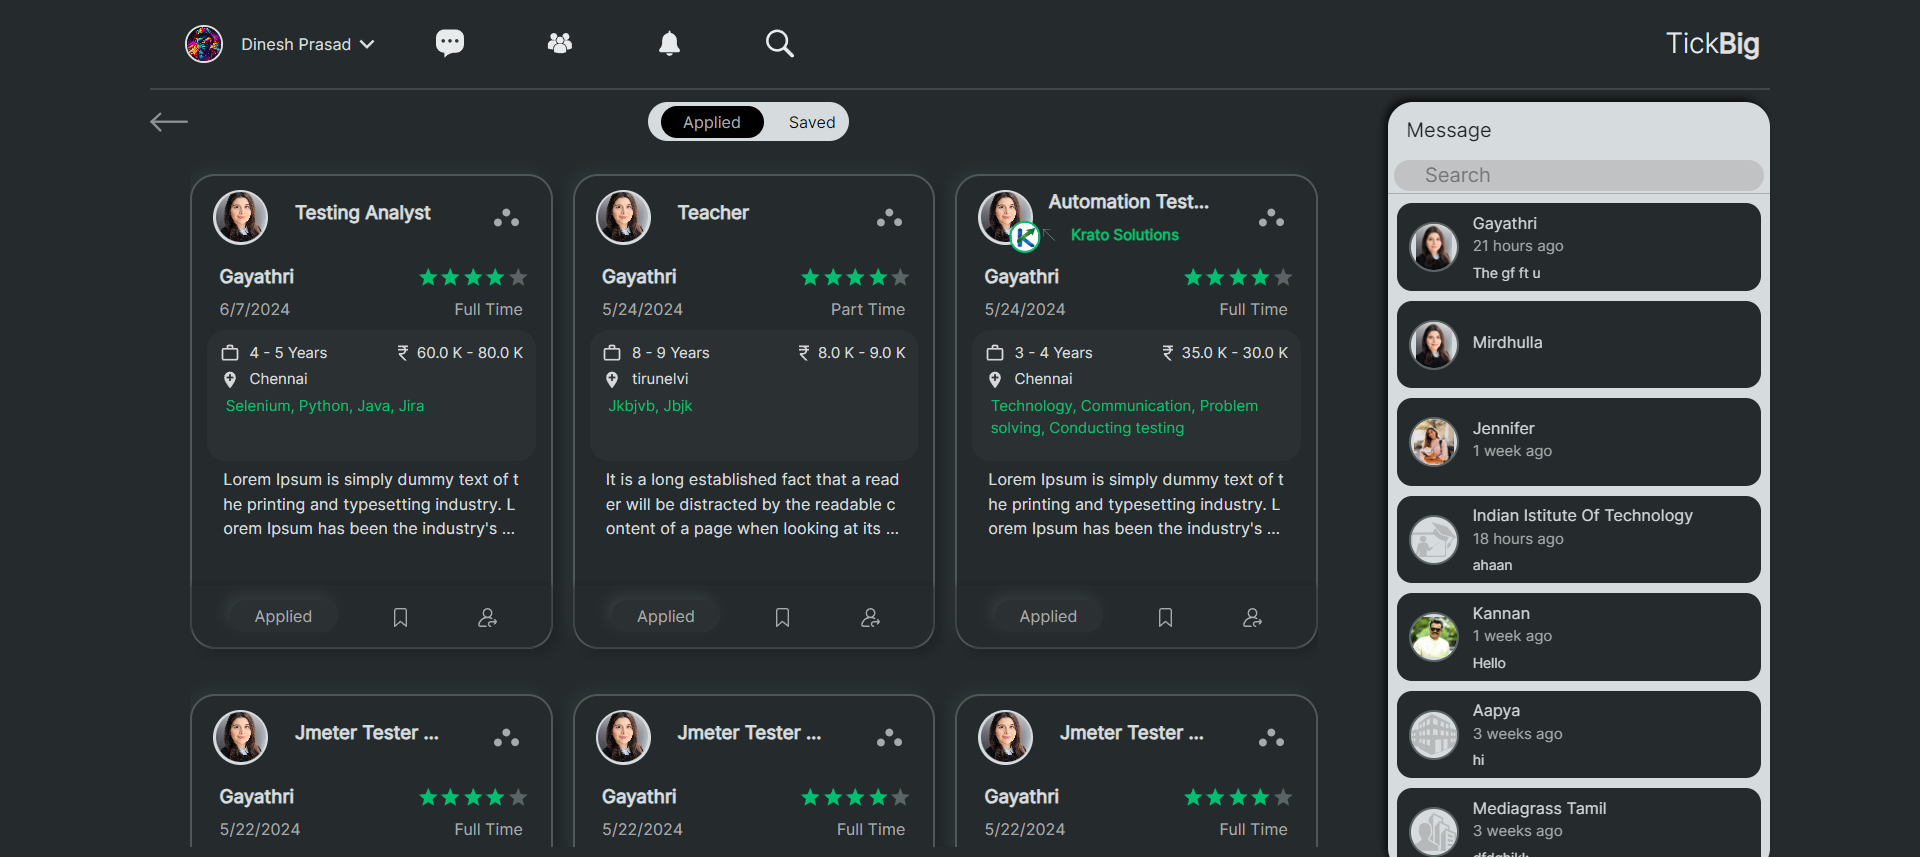 Dinesh Prasad
TickBig
Applied
Saved
Testing Analyst
Gayathri
6/7/2024
Full Time
4 - 5 Years
₹ 60.0 K - 80.0 K
Chennai
Selenium, Python, Java, Jira
Lorem Ipsum is simply dummy text of t
he printing and typesetting industry. L
orem Ipsum has been the industry's ...
Applied
Teacher
Gayathri
5/24/2024
Part Time
8 - 9 Years
₹ 8.0 K - 9.0 K
tirunelvi
Jkbjvb, Jbjk
It is a long established fact that a read
er will be distracted by the readable c
ontent of a page when looking at its ...
Applied
Automation Test...
Krato Solutions
Gayathri
5/24/2024
Full Time
3 - 4 Years
₹ 35.0 K - 30.0 K
Chennai
Technology, Communication, Problem
solving, Conducting testing
Lorem Ipsum is simply dummy text of t
he printing and typesetting industry. L
orem Ipsum has been the industry's ...
Applied
Jmeter Tester ...
Gayathri
5/22/2024
Full Time
Jmeter Tester ...
Gayathri
5/22/2024
Full Time
Jmeter Tester ...
Gayathri
5/22/2024
Full Time
Message
Search
Gayathri
21 hours ago
The gf ft u
Mirdhulla
Jennifer
1 week ago
Indian Istitute Of Technology
18 hours ago
ahaan
Kannan
1 week ago
Hello
Aapya
3 weeks ago
hi
Mediagrass Tamil
3 weeks ago